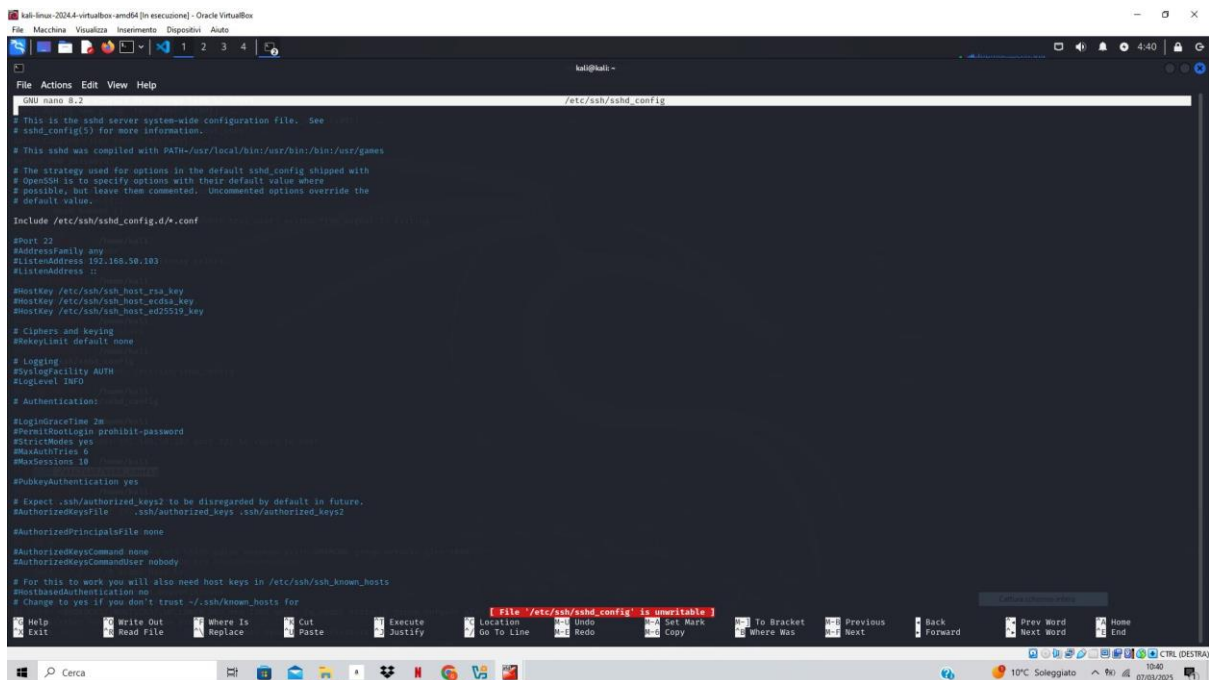 kali-linux-2024.4-virtualbox-amd64 [In esecuzione] - Oracle VirtualBox
File Macchina Visualizza Inserimento Dispositivi Aiuto
1 2 3 4 4:40
kali@kali: ~
File Actions Edit View Help
GNU nano 8.2 /etc/ssh/sshd_config
# This is the sshd server system-wide configuration file. See
# sshd_config(5) for more information.
# This sshd was compiled with PATH=/usr/local/bin:/usr/bin:/bin:/usr/games
# The strategy used for options in the default sshd_config shipped with
# OpenSSH is to specify options with their default value where
# possible, but leave them commented. Uncommented options override the
# default value.
Include /etc/ssh/sshd_config.d/*.conf
#Port 22
#AddressFamily any
#ListenAddress 192.168.50.103
#ListenAddress ::
#HostKey /etc/ssh/ssh_host_rsa_key
#HostKey /etc/ssh/ssh_host_ecdsa_key
#HostKey /etc/ssh/ssh_host_ed25519_key
# Ciphers and keying
#RekeyLimit default none
# Logging
#SyslogFacility AUTH
#LogLevel INFO
# Authentication:
#LoginGraceTime 2m
#PermitRootLogin prohibit-password
#StrictModes yes
#MaxAuthTries 6
#MaxSessions 10
#PubkeyAuthentication yes
# Expect .ssh/authorized_keys2 to be disregarded by default in future.
#AuthorizedKeysFile .ssh/authorized_keys .ssh/authorized_keys2
#AuthorizedPrincipalsFile none
#AuthorizedKeysCommand none
#AuthorizedKeysCommandUser nobody
# For this to work you will also need host keys in /etc/ssh/ssh_known_hosts
#HostbasedAuthentication no
# Change to yes if you don't trust ~/.ssh/known_hosts for
[ File '/etc/ssh/sshd_config' is unwritable ]
^G Help ^O Write Out ^F Where Is ^K Cut ^T Execute ^C Location M-U Undo M-A Set Mark M-] To Bracket M-B Previous Back Prev Word ^A Home
^X Exit ^R Read File ^\ Replace ^U Paste ^J Justify ^/ Go To Line M-E Redo M-6 Copy ^B Where Was M-F Next Forward Next Word ^E End
CTRL (DESTRA)
Cerca 10°C Soleggiato 10:40
07/03/2025